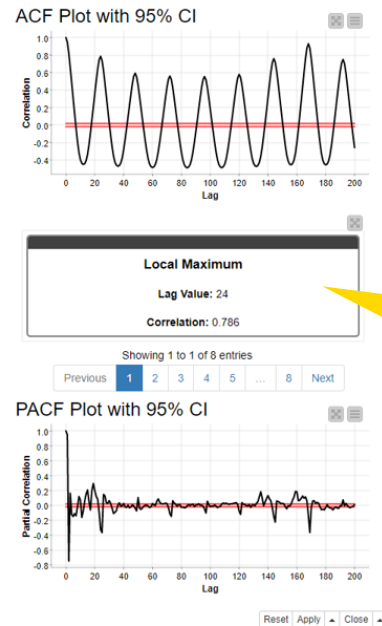 ACF Plot with 95% CI
Correlation
1.0
0.8
0.6
0.4
0.2
0.0
-0.2
-0.4
0 20 40 60 80 100 120 140 160 180 200
Lag
Local Maximum
Lag Value: 24
Correlation: 0.786
Showing 1 to 1 of 8 entries
Previous 1 2 3 4 5 ... 8 Next
PACF Plot with 95% CI
Partial Correlation
1.0
0.8
0.6
0.4
0.2
0.0
-0.2
-0.4
-0.6
-0.8
0 20 40 60 80 100 120 140 160 180 200
Lag
Reset Apply Close